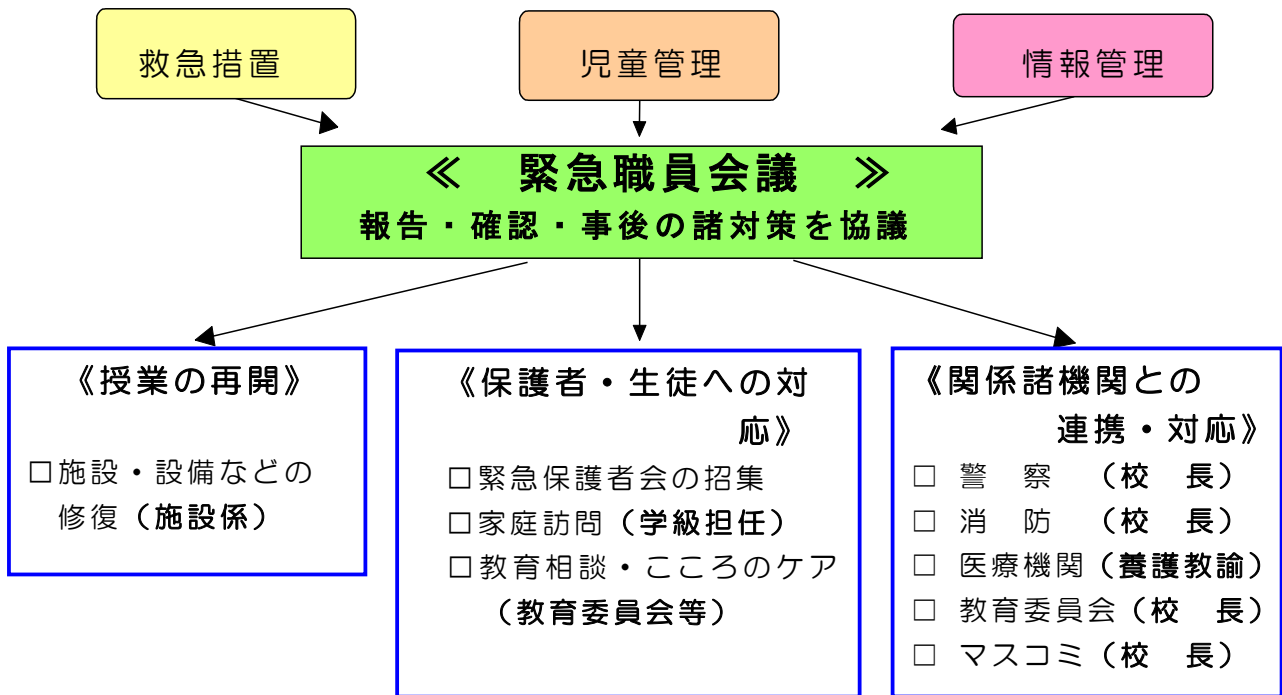 救急措置
児童管理
情報管理
≪　緊急職員会議　≫
報告・確認・事後の諸対策を協議
《授業の再開》
□施設・設備などの
修復（施設係）
《保護者・生徒への対
応》
□緊急保護者会の招集
□家庭訪問（学級担任）
□教育相談・こころのケア
（教育委員会等）
《関係諸機関との
連携・対応》
□　警　察　（校　長）
□　消　防　（校　長）
□　医療機関（養護教諭）
□　教育委員会（校　長）
□　マスコミ（校　長）